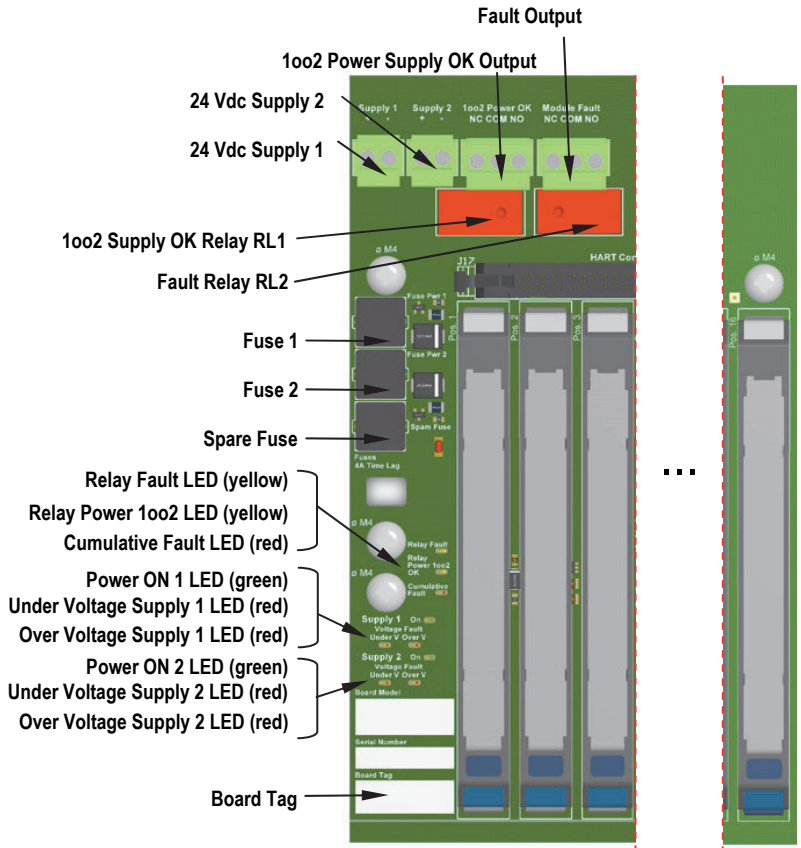 Fault Output
1oo2 Power Supply OK Output
24 Vdc Supply 2
24 Vdc Supply 1
1oo2 Supply OK Relay RL1
Fault Relay RL2
Fuse 1
Fuse 2
Spare Fuse
Relay Fault LED (yellow)
Relay Power 1oo2 LED (yellow)
Cumulative Fault LED (red)
Power ON 1 LED (green)
Under Voltage Supply 1 LED (red)
Over Voltage Supply 1 LED (red)
Power ON 2 LED (green)
Under Voltage Supply 2 LED (red)
Over Voltage Supply 2 LED (red)
Board Tag
Supply 1 Supply 2 1oo2 Power OK Module Fault
+ - + - NC COM NO NC COM NO
ø M4
J17
HART Con
ø M4
Fuse Pwr 1
Pos. 1
Pos. 2
Pos. 3
Pos. 16
Fuse Pwr 2
Spare Fuse
Fuses
4A Time Lag
...
ø M4
Relay Fault
Relay
Power 1oo2
OK
ø M4
Cumulative
Fault
Supply 1 On
Voltage Fault
Under V Over V
Supply 2 On
Voltage Fault
Under V Over V
Board Model
Serial Number
Board Tag